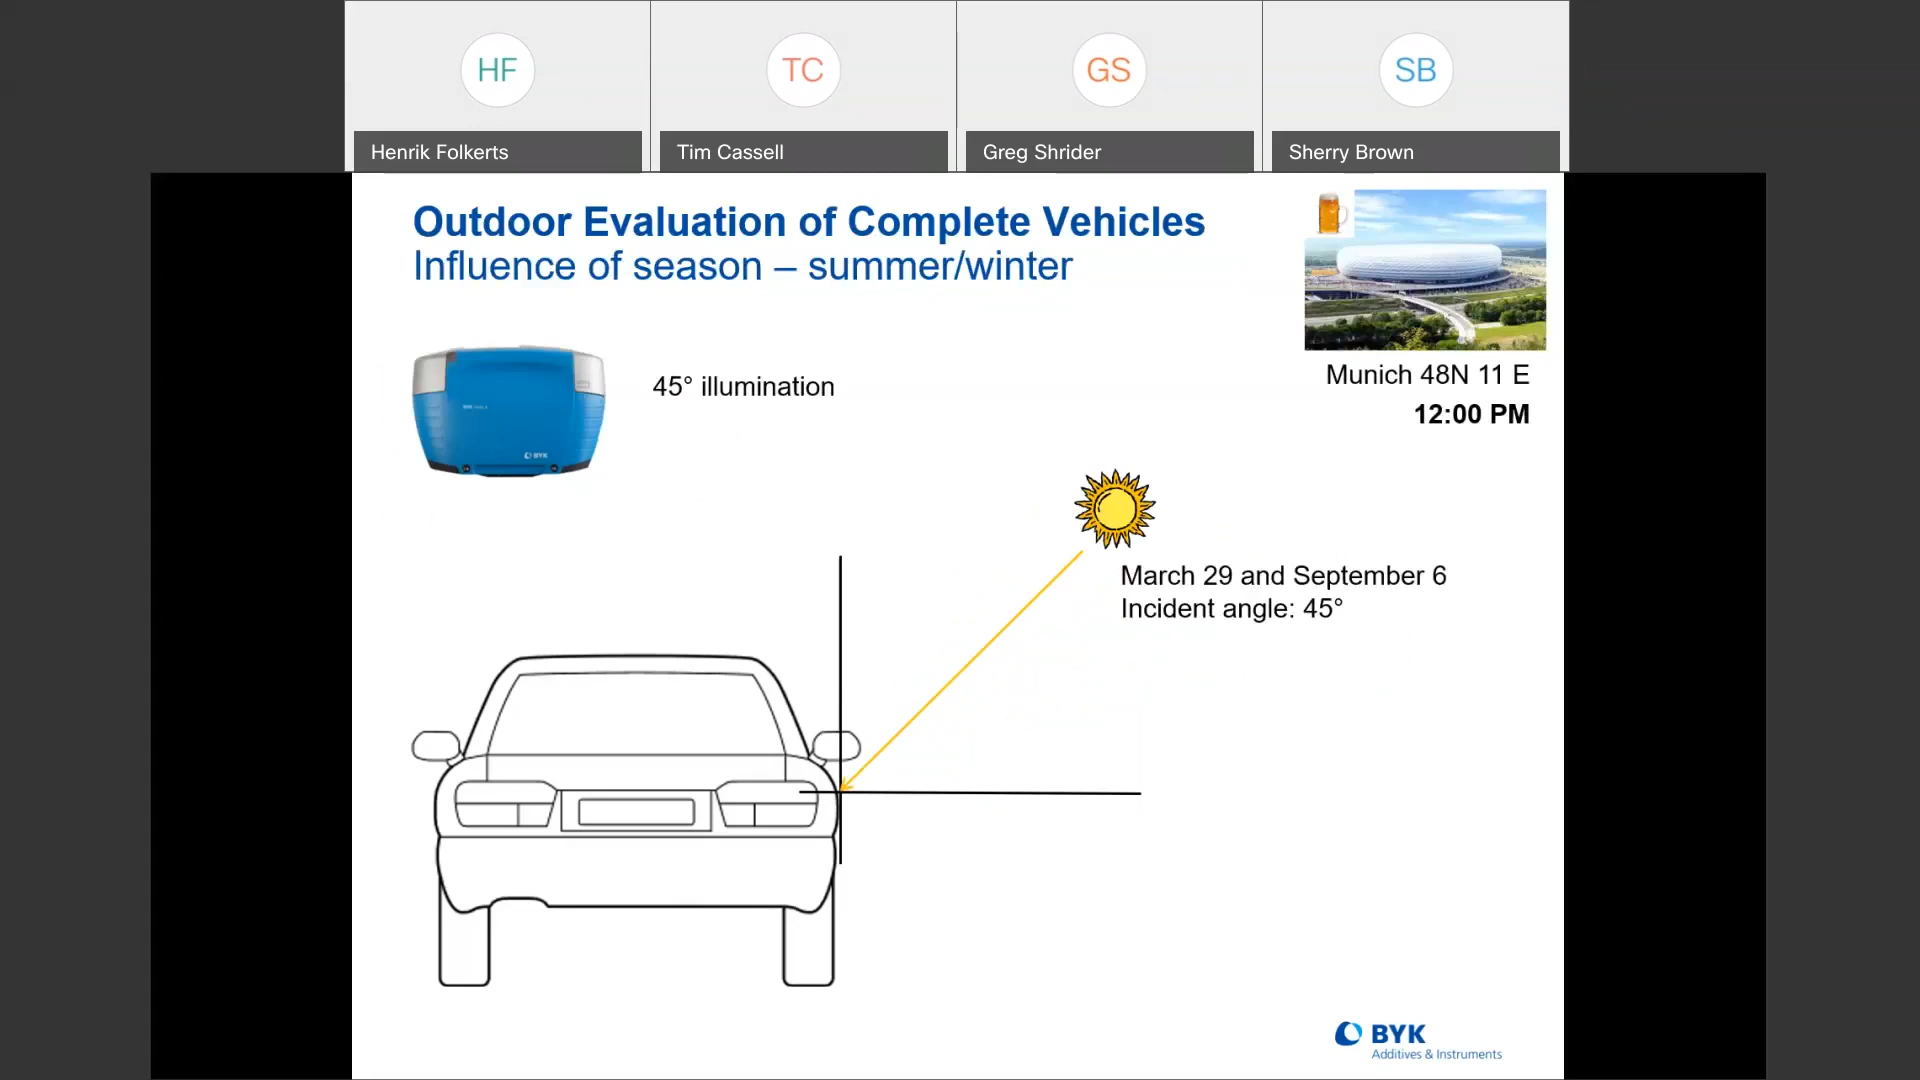 HF
TC
GS
SB
Henrik Folkerts
Tim Cassell
Greg Shrider
Sherry Brown
Outdoor Evaluation of Complete Vehicles
Influence of season – summer/winter
45° illumination
BYK
Munich 48N 11 E
12:00 PM
March 29 and September 6
Incident angle: 45°
BYK
Additives & Instruments